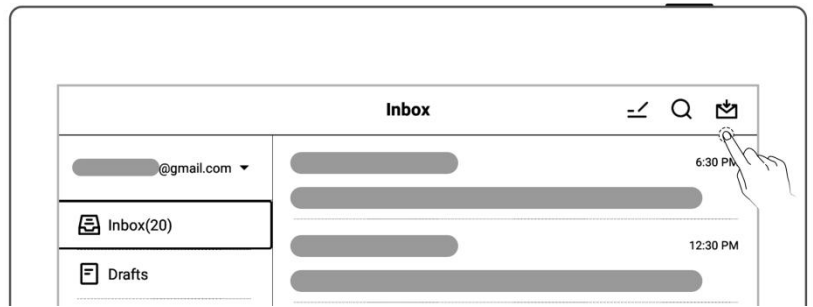 Inbox
@gmail.com
Inbox(20)
Drafts
6:30 PM
12:30 PM